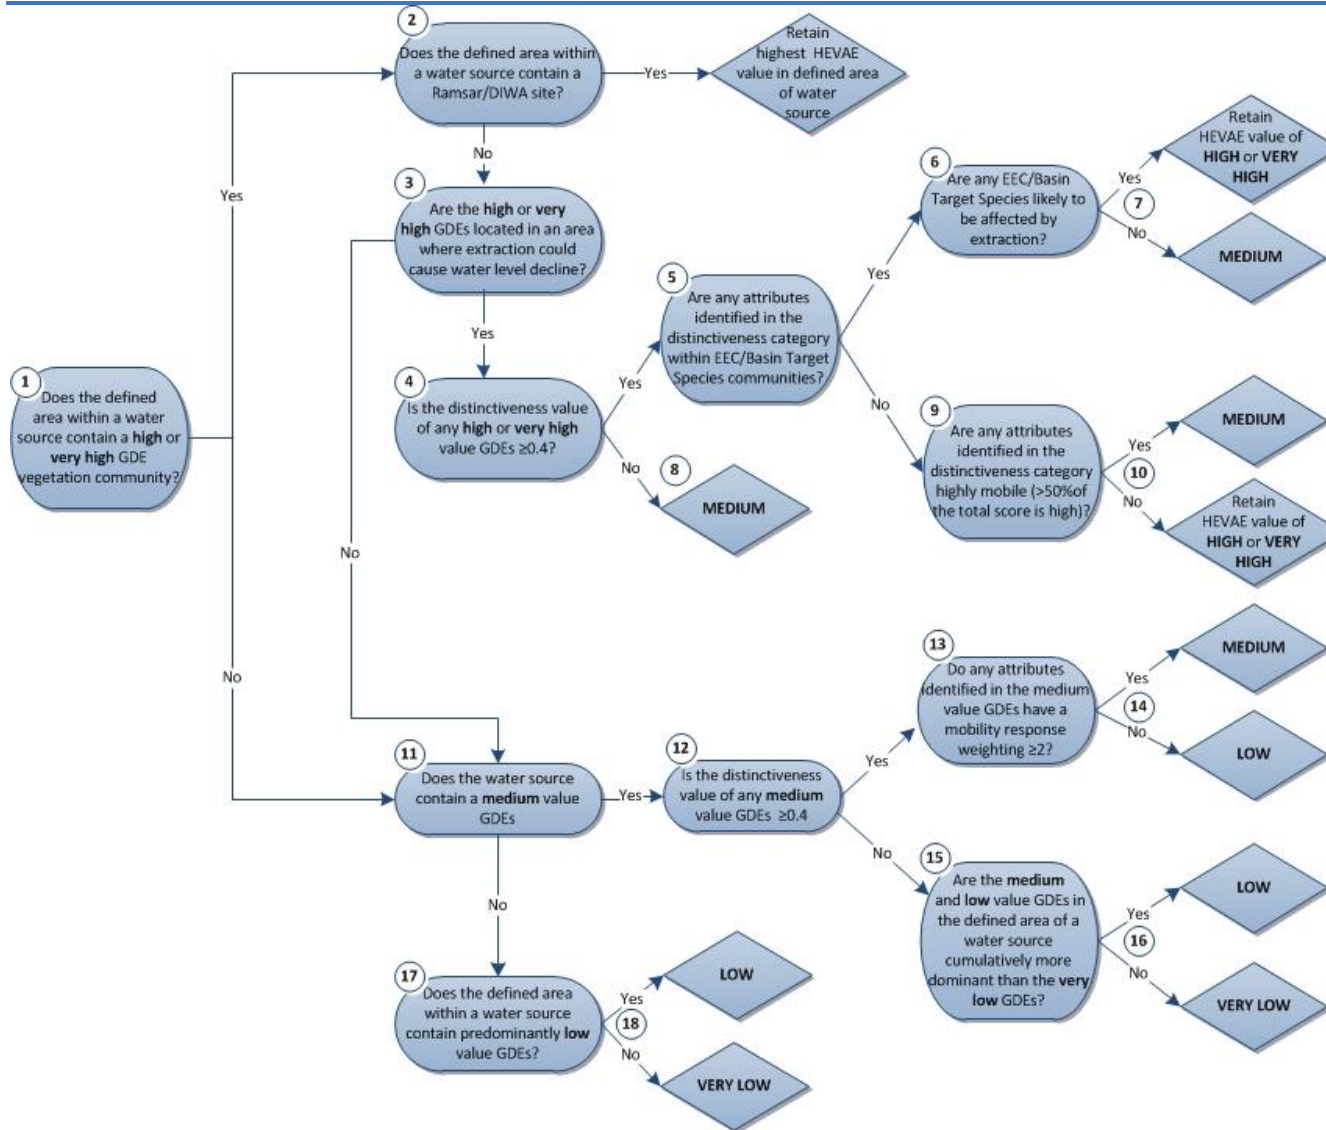 2
Does the defined area within
a water source contain a
Ramsar/DIWA site?
Yes
Retain
highest HEVAE
value in defined area
of water
source
No
3
Are the high or very
high GDEs located in an area
where extraction could
cause water level decline?
Yes
4
Is the distinctiveness value
of any high or very high
value GDEs ≥0.4?
Yes
No
8
MEDIUM
5
Are any attributes
identified in the
distinctiveness category
within EEC/Basin Target
Species communities?
Yes
No
6
Are any EEC/Basin
Target Species likely to
be affected by
extraction?
Yes
7
No
Retain
HEVAE value of
HIGH or VERY
HIGH
MEDIUM
9
Are any attributes
identified in the
distinctiveness category
highly mobile (>50%of
the total score is high)?
Yes
10
No
MEDIUM
Retain
HEVAE value of
HIGH or VERY
HIGH
1
Does the defined
area within a water
source contain a high or
very high GDE
vegetation community?
Yes
No
No
11
Does the water source
contain a medium value
GDEs
Yes
12
Is the distinctiveness
value of any medium
value GDEs ≥0.4
Yes
No
13
Do any attributes
identified in the medium
value GDEs have a
mobility response
weighting ≥2?
Yes
14
No
MEDIUM
LOW
15
Are the medium
and low value GDEs in
the defined area of a
water source
cumulatively more
dominant than the very
low GDEs?
Yes
16
No
LOW
VERY LOW
No
17
Does the defined area
within a water source
contain predominantly low
value GDEs?
Yes
18
No
LOW
VERY LOW